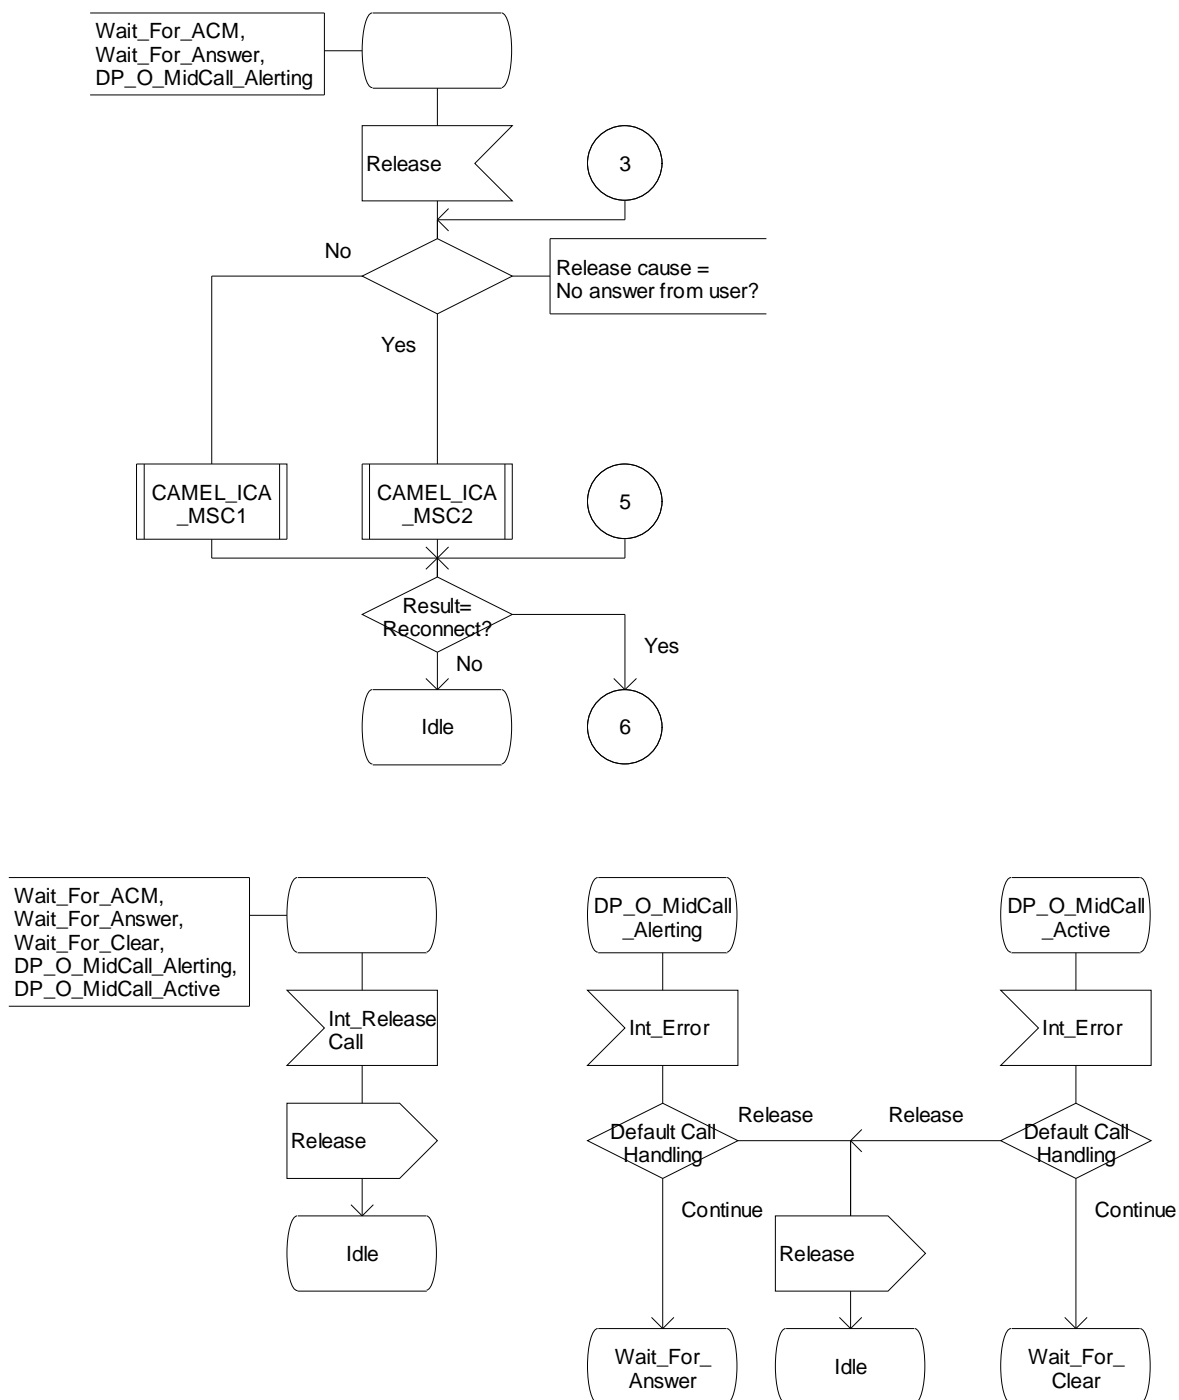 Wait_For_ACM,
Wait_For_Answer,
DP_O_MidCall_Alerting
Release
3
No
Release cause =
No answer from user?
Yes
CAMEL_ICA
_MSC1
CAMEL_ICA
_MSC2
5
Result=
Reconnect?
Yes
No
Idle
6
Wait_For_ACM,
Wait_For_Answer,
Wait_For_Clear,
DP_O_MidCall_Alerting,
DP_O_MidCall_Active
Int_Release
Call
Release
Idle
DP_O_MidCall
_Alerting
Int_Error
Default Call
Handling
Release
Continue
Wait_For_
Answer
Release
Idle
DP_O_MidCall
_Active
Int_Error
Release
Default Call
Handling
Continue
Wait_For_
Clear